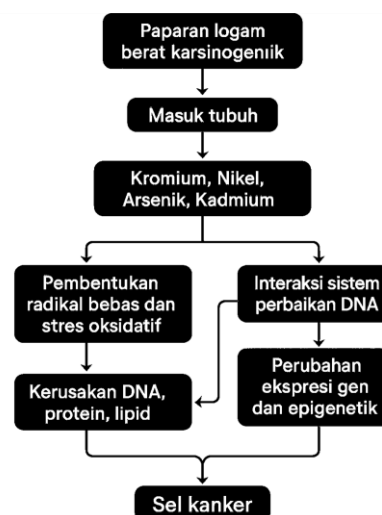 Paparan logam
berat karsinogeniik
Masuk tubuh
Kromium, Nikel,
Arsenik, Kadmium
Pembentukan
radikal bebas dan
stres oksidatif
Interaksi sistem
perbaikan DNA
Kerusakan DNA,
protein, lipid
Perubahan
ekspresi gen
dan epigenetik
Sel kanker